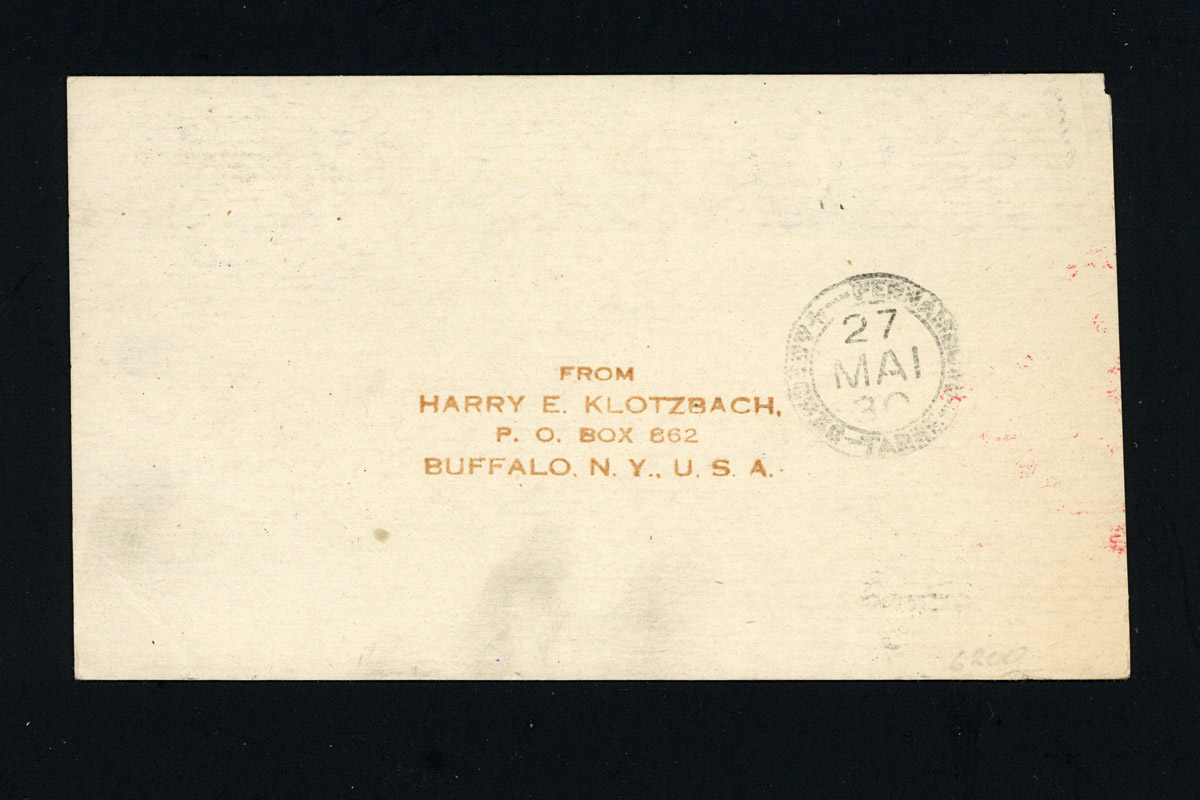 27
MAI
30
FROM
HARRY E. KLOTZBACH,
P. O. BOX 862
BUFFALO. N. Y., U. S. A.